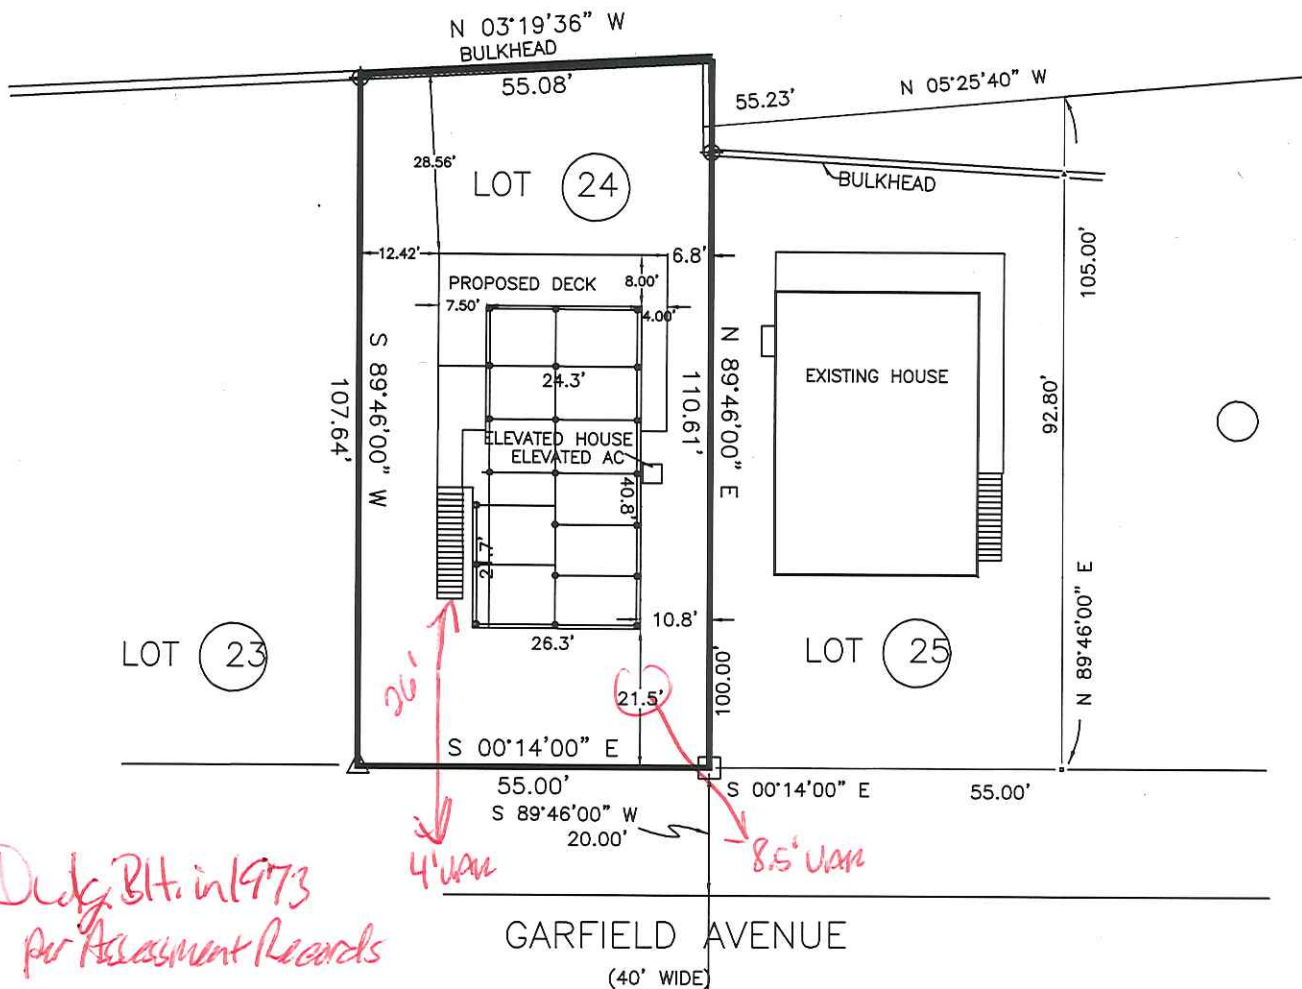 N 03°19'36" W
BULKHEAD
55.08'
55.23'
N 05°25'40" W
28.56'
LOT 24
BULKHEAD
12.42'
6.8'
105.00'
PROPOSED DECK
8.00'
7.50'
4.00'
S 89°46'00" W
107.64'
24.3'
N 89°46'00" E
110.61'
EXISTING HOUSE
92.80'
ELEVATED HOUSE
ELEVATED AC
40.8'
21.7'
N 89°46'00" E
10.8'
26.3'
LOT 23
LOT 25
100.00'
26'
21.5'
S 00°14'00" E
55.00'
S 00°14'00" E
55.00'
S 89°46'00" W
20.00'
4' VAR
8.5' VAR
Dwdg Blt. in 1973
per Assessment Records
GARFIELD AVENUE
(40' WIDE)